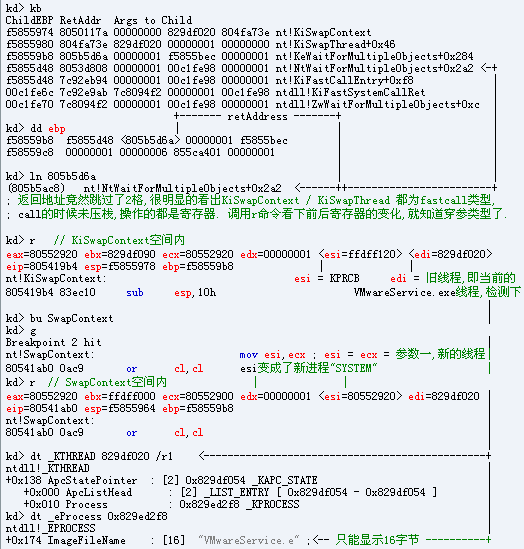 kd> kb
ChildEBP RetAddr  Args to Child
f5855974 8050117a 00000000 829df020 804fa73e nt!KiSwapContext
f5855980 804fa73e 829df020 00000001 00000000 nt!KiSwapThread+0x46
f58559b8 805b5d6a 00000001 f5855bec 00000001 nt!KeWaitForMultipleObjects+0x284
f5855d48 8053d808 00000001 00c1fe98 00000001 nt!NtWaitForMultipleObjects+0x2a2 <-+
f5855d48 7c92eb94 00000001 00c1fe98 00000001 nt!KiFastCallEntry+0xf8 |
00c1fe6c 7c92e9ab 7c8094f2 00000001 00c1fe98 ntdll!KiFastSystemCallRet |
00c1fe70 7c8094f2 00000001 00c1fe98 00000001 ntdll!ZwWaitForMultipleObjects+0xc |
+------- retAddress -------+ |
kd> dd ebp | | |
f58559b8  f5855d48 <805b5d6a> 00000001 f5855bec | |
f58559c8  00000001 00000006 855ca401 00000001 | |
kd> ln 805b5d6a | |
(805b5ac8)   nt!NtWaitForMultipleObjects+0x2a2 <-+--------------------------+
; 返回地址竟然跳过了2格,很明显的看出KiSwapContext / KiSwapThread 都为fastcall类型, |
; call的时候未压栈,操作的都是寄存器. 调用r命令看下前后寄存器的变化,就知道穿参类型了.
kd> r   // KiSwapContext空间内
eax=80552920 ebx=829df090 ecx=80552920 edx=00000001 <esi=ffdff120> <edi=829df020>
eip=805419b4 esp=f5855978 ebp=f58559b8 | |
nt!KiSwapContext: esi = KPRCB edi = 旧线程,即当前的
805419b4 83ec10 sub esp,10h VMwareService.exe线程,检测下
kd> bu SwapContext |
kd> g |
Breakpoint 2 hit |
nt!SwapContext: mov esi,ecx ; esi = ecx = 参数一,新的线程|
80541ab0 0ac9 or cl,cl esi变成了新进程"SYSTEM" |
kd> r  // SwapContext空间内 | | |
eax=80552920 ebx=ffdff000 ecx=80552900 edx=00000001 <esi=80552920> edi=829df020
eip=80541ab0 esp=f5855964 ebp=f58559b8 |
nt!SwapContext: |
80541ab0 0ac9 or cl,cl |
kd> dt _KTHREAD 829df020 /r1 <------------------------------------------+
ntdll!_KTHREAD |
+0x138 ApcStatePointer  : [2] 0x829df054 _KAPC_STATE |
+0x000 ApcListHead : [2] _LIST_ENTRY [ 0x829df054 - 0x829df054 ] |
+0x010 Process : 0x829ed2f8 _KPROCESS |
kd> dt _eProcess 0x829ed2f8 |
ntdll!_EPROCESS |
+0x174 ImageFileName : [16]  "VMwareService.e" ;<-- 只能显示16字节 ----------+